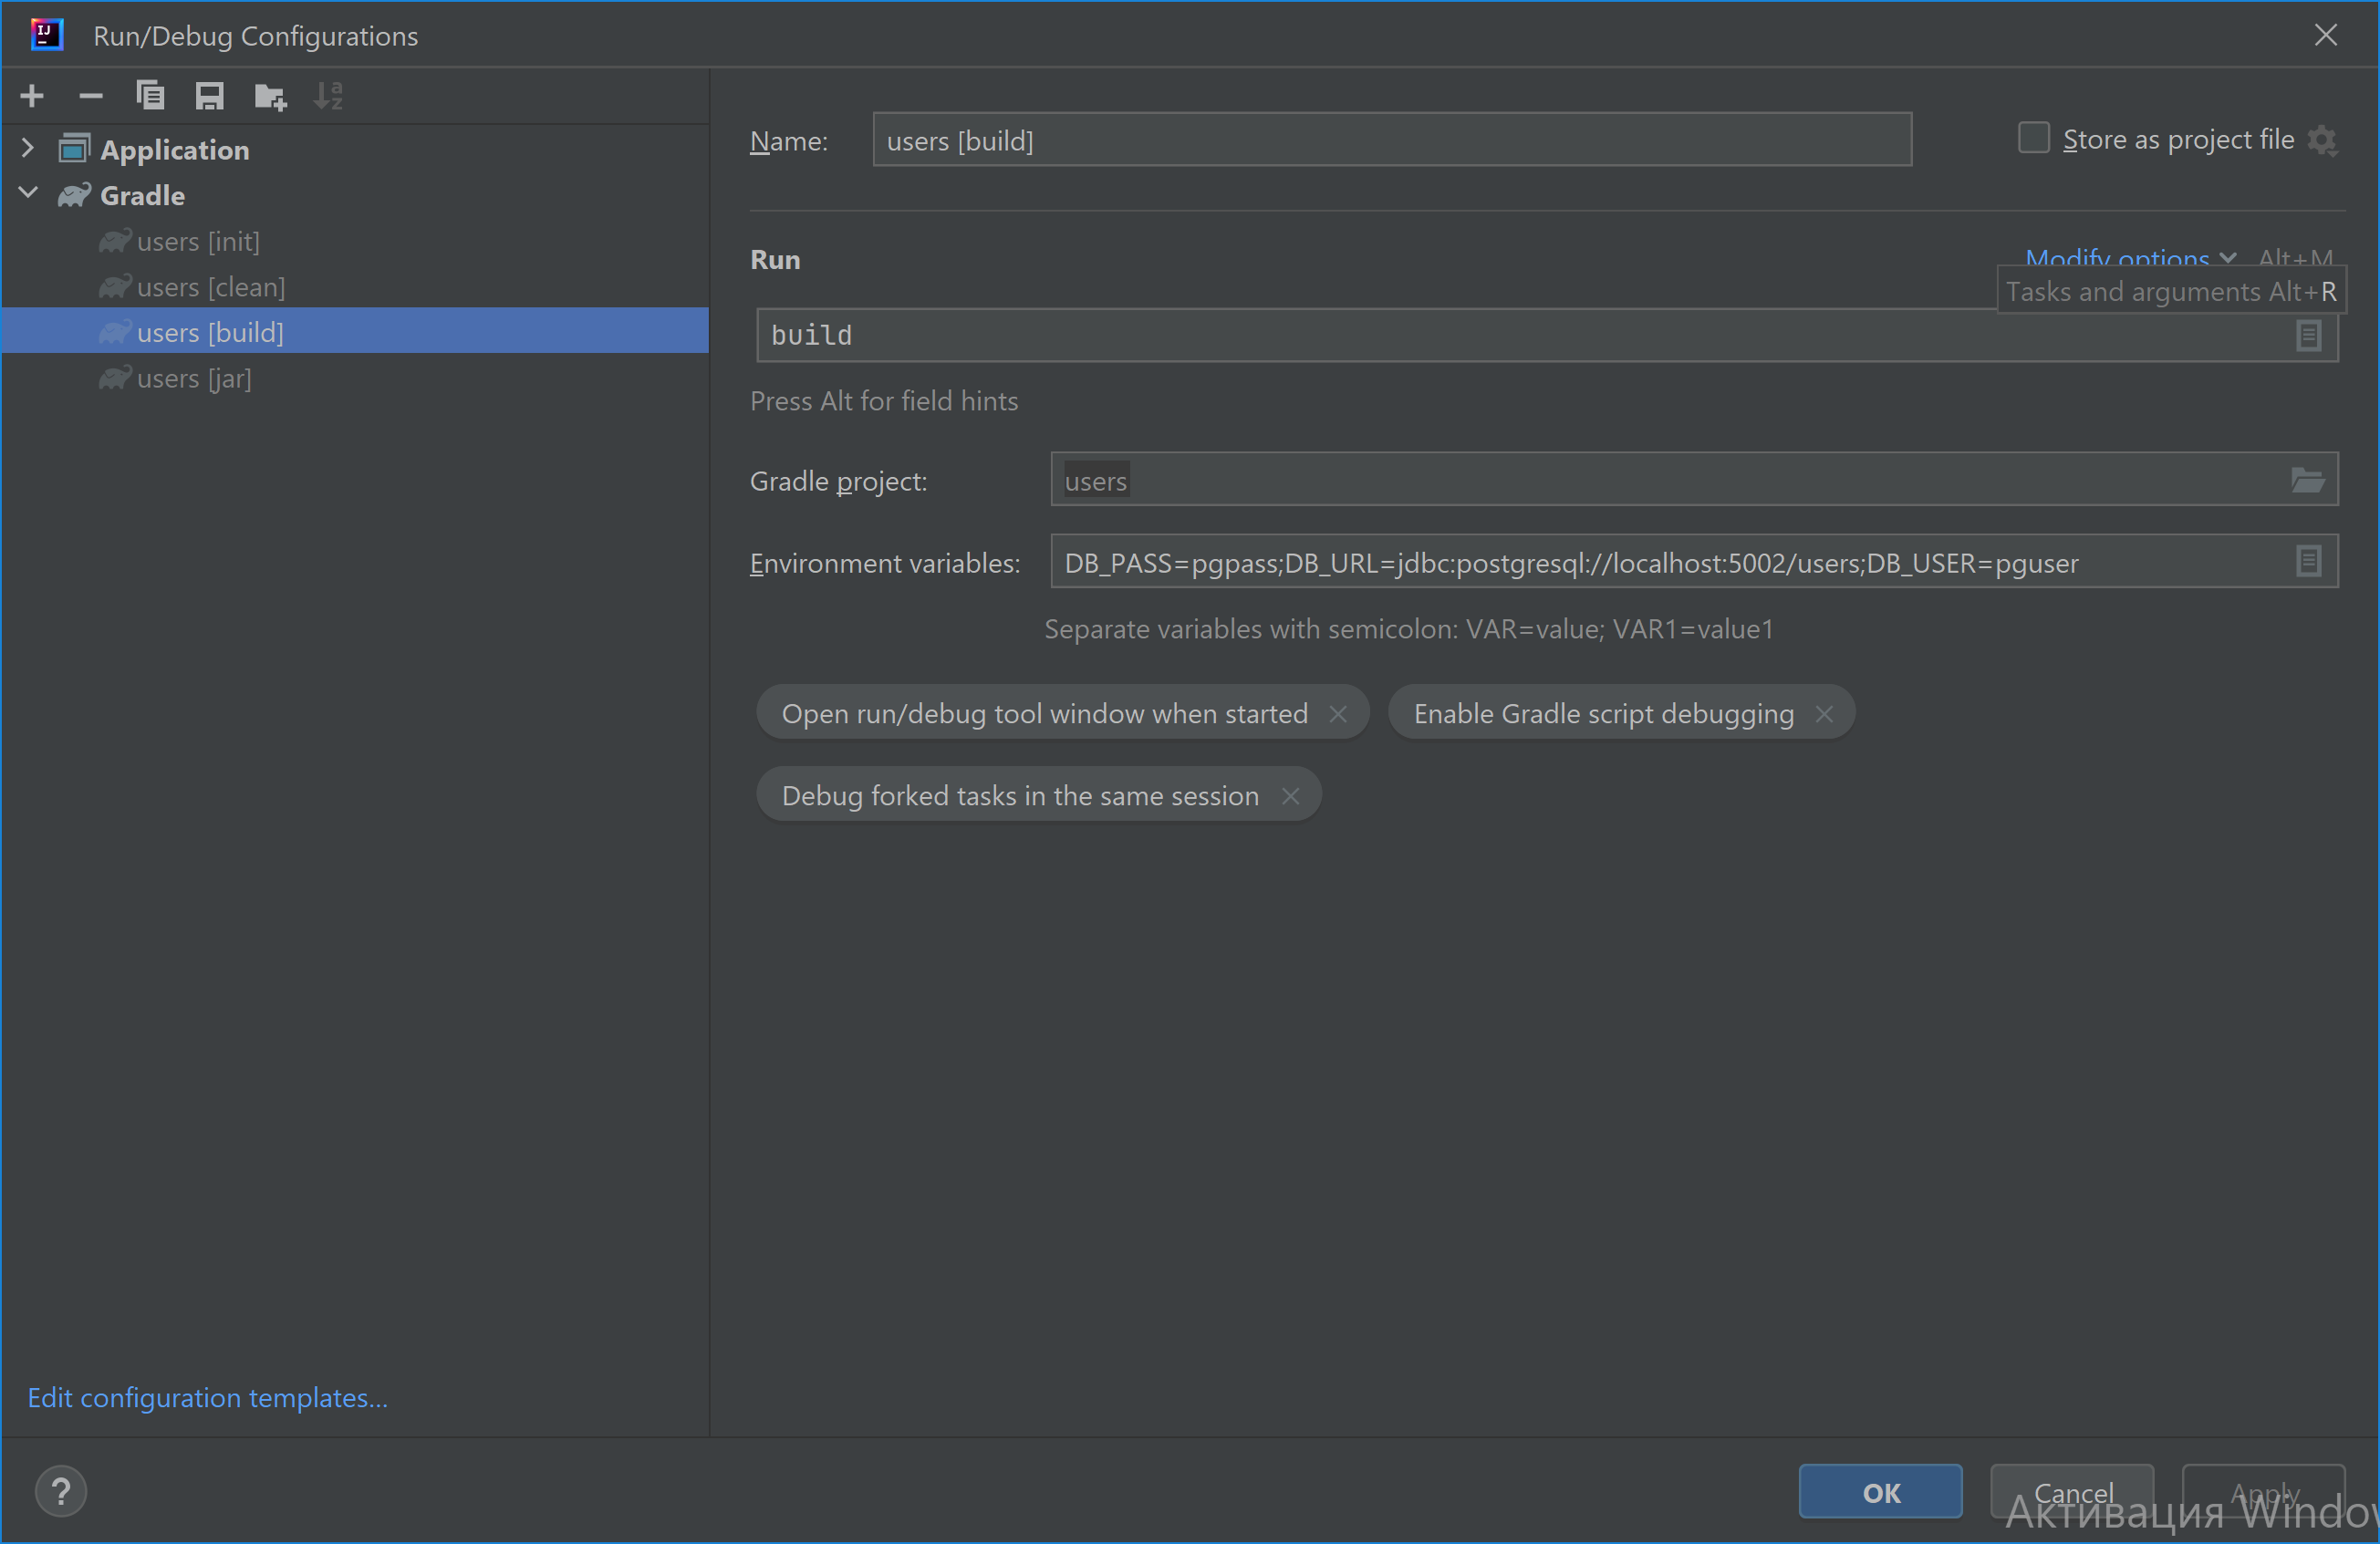 Run/Debug Configurations
Application
Gradle
users [init]
users [clean]
users [build]
users [jar]
Edit configuration templates...
Name:
users [build]
Store as project file
Run
Modify options
Alt+M
Tasks and arguments Alt+R
build
Press Alt for field hints
Gradle project:
users
Environment variables:
DB_PASS=pgpass;DB_URL=jdbc:postgresql://localhost:5002/users;DB_USER=pguser
Separate variables with semicolon: VAR=value; VAR1=value1
Open run/debug tool window when started
Enable Gradle script debugging
Debug forked tasks in the same session
?
OK
Cancel
Apply
Активация Window